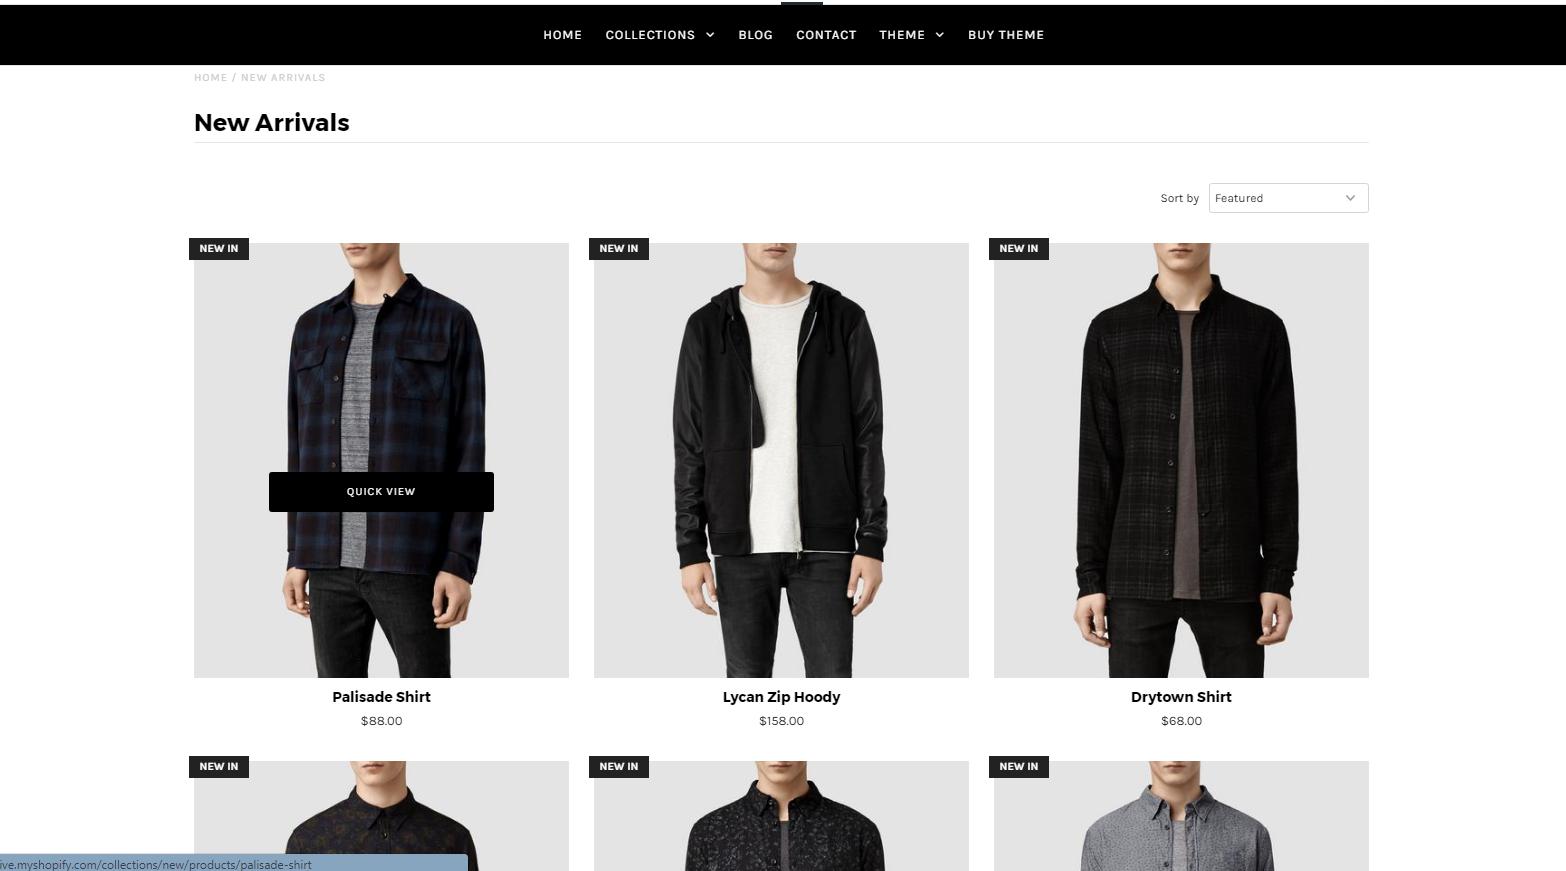 HOME COLLECTIONS BLOG CONTACT THEME BUY THEME
HOME / NEW ARRIVALS
New Arrivals
Sort by Featured
NEW IN NEW IN NEW IN
QUICK VIEW
Palisade Shirt Lycan Zip Hoody Drytown Shirt
$88.00 $158.00 $68.00
NEW IN NEW IN NEW IN
ive.myshopify.com/collections/new/products/palisade-shirt